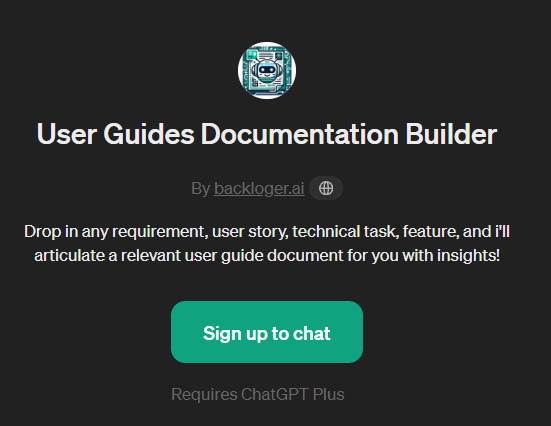 User Guides Documentation Builder
By backloger.ai
Drop in any requirement, user story, technical task, feature, and i'll
articulate a relevant user guide document for you with insights!
Sign up to chat
Requires ChatGPT Plus